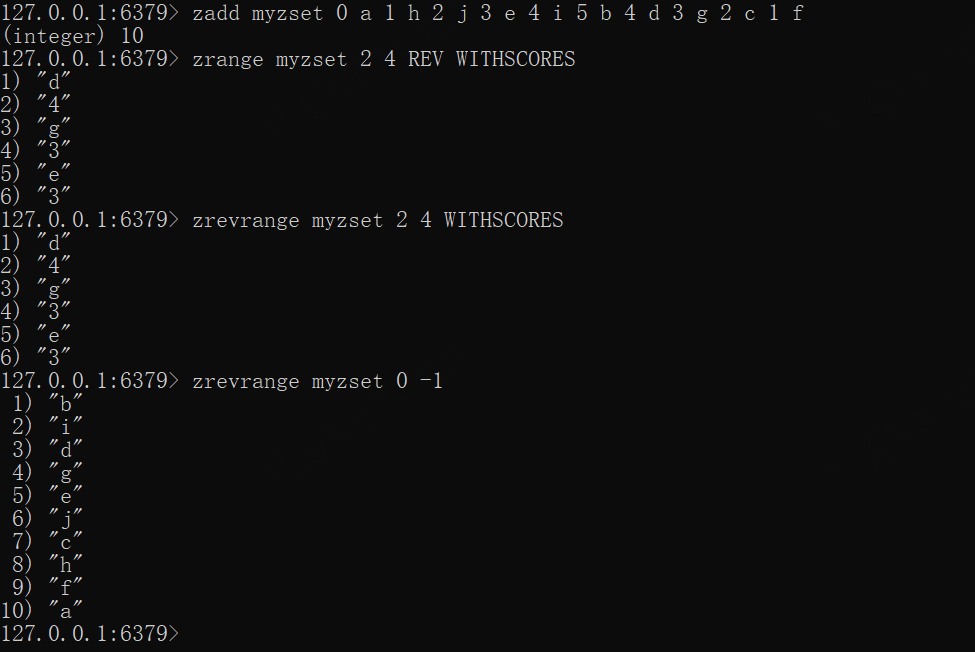 127.0.0.1:6379> zadd myzset 0 a 1 h 2 j 3 e 4 i 5 b 4 d 3 g 2 c 1 f
(integer) 10
127.0.0.1:6379> zrange myzset 2 4 REV WITHSCORES
1) "d"
2) "4"
3) "g"
4) "3"
5) "e"
6) "3"
127.0.0.1:6379> zrevrange myzset 2 4 WITHSCORES
1) "d"
2) "4"
3) "g"
4) "3"
5) "e"
6) "3"
127.0.0.1:6379> zrevrange myzset 0 -1
 1) "b"
 2) "i"
 3) "d"
 4) "g"
 5) "e"
 6) "j"
 7) "c"
 8) "h"
 9) "f"
10) "a"
127.0.0.1:6379>